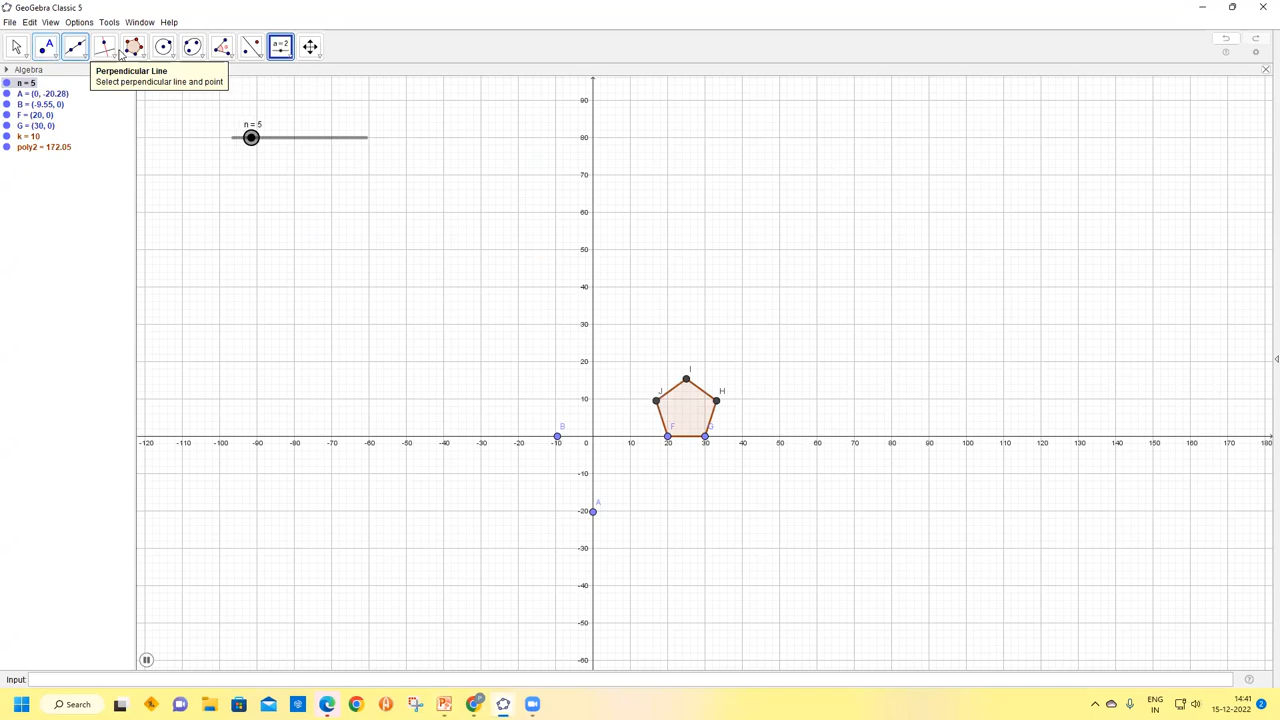 GeoGebra Classic 5
File Edit View Options Tools Window Help
a=2
Perpendicular Line
Select perpendicular line and point
Algebra
n = 5
A = (0, -20.28)
B = (-9.55, 0)
F = (20, 0)
G = (30, 0)
k = 10
poly2 = 172.05
n = 5
90
80
70
60
50
40
30
20
10
I
J H
F G
B
-120 -110 -100 -90 -80 -70 -60 -50 -40 -30 -20 -10 0 10 20 30 40 50 60 70 80 90 100 110 120 130 140 150 160 170 180
-10
A
-20
-30
-40
-50
-60
Input:
Search
ENG
IN
14:41
15-12-2022
2